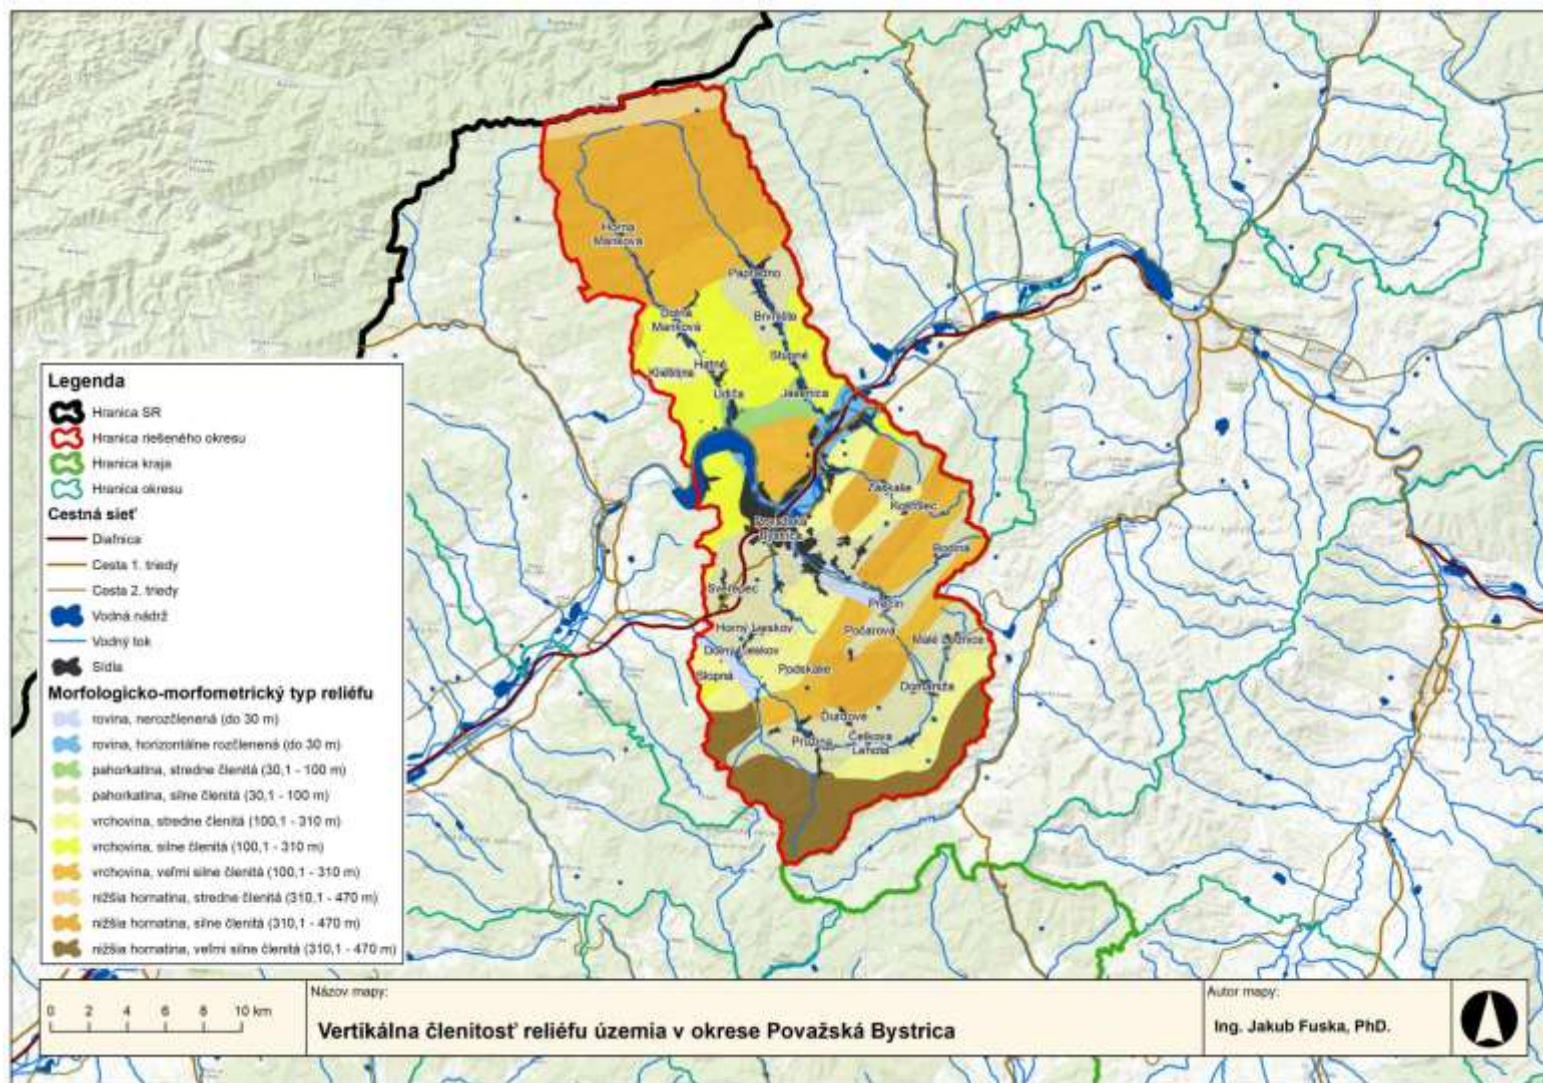 Horná
Mariková
Papradno
Dolná
Mariková
Brvnište
Stupné
Hatné
Klieština
Udiča
Jasenica
Záskalie
Kostolec
Považská
Bystrica
Bodiná
Sverepec
Prečín
Horný Lieskov
Počarová
Malé Lednice
Dolný Lieskov
Podskalie
Slopná
Domaniža
Ďurďové
Pružina
Čelkova
Lehota
Legenda
Hranica SR
Hranica riešeného okresu
Hranica kraja
Hranica okresu
Cestná sieť
Diaľnica
Cesta 1. triedy
Cesta 2. triedy
Vodná nádrž
Vodný tok
Sídla
Morfologicko-morfometrický typ reliéfu
rovina, nerozčlenená (do 30 m)
rovina, horizontálne rozčlenená (do 30 m)
pahorkatina, stredne členitá (30,1 - 100 m)
pahorkatina, silne členitá (30,1 - 100 m)
vrchovina, stredne členitá (100,1 - 310 m)
vrchovina, silne členitá (100,1 - 310 m)
vrchovina, veľmi silne členitá (100,1 - 310 m)
nižšia hornatina, stredne členitá (310,1 - 470 m)
nižšia hornatina, silne členitá (310,1 - 470 m)
nižšia hornatina, veľmi silne členitá (310,1 - 470 m)
0 2 4 6 8 10 km
Názov mapy:
Vertikálna členitosť reliéfu územia v okrese Považská Bystrica
Autor mapy:
Ing. Jakub Fuska, PhD.